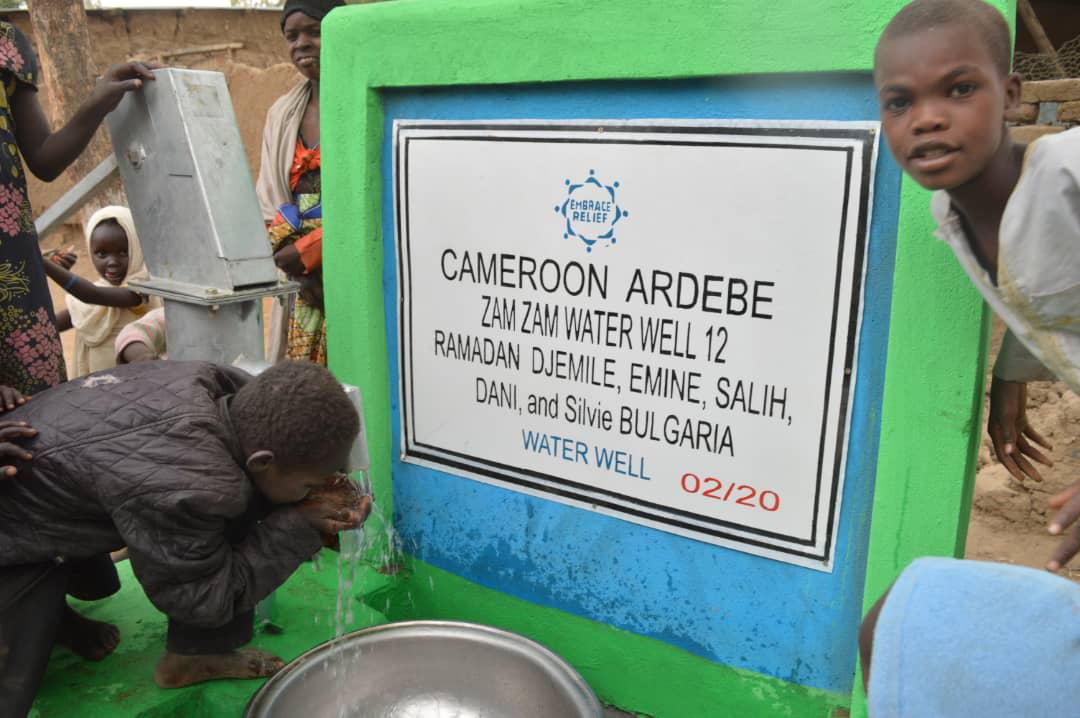 EMBRACE
RELIEF
CAMEROON ARDEBE
ZAM ZAM WATER WELL 12
RAMADAN DJEMILE, EMINE, SALIH,
DANI, and Silvie BULGARIA
WATER WELL
02/20